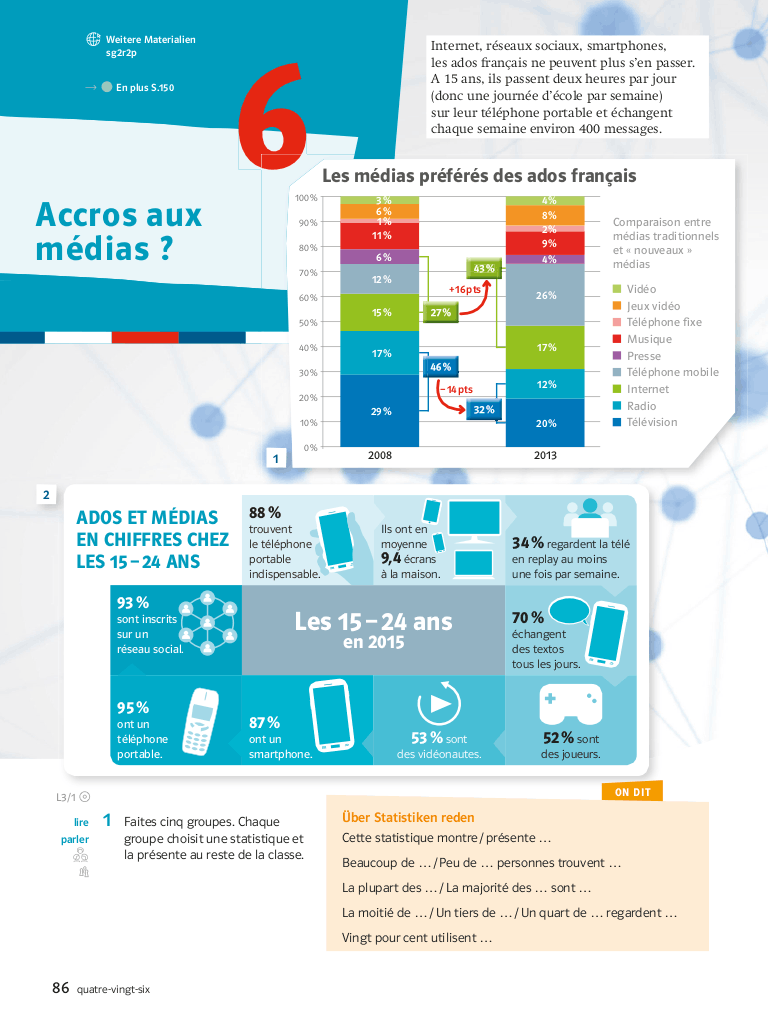 Weitere Materialien
sg2r2p
→ En plus S.150
6
Accros aux
médias ?
Internet, réseaux sociaux, smartphones,
les ados français ne peuvent plus s'en passer.
A 15 ans, ils passent deux heures par jour
(donc une journée d'école par semaine)
sur leur téléphone portable et échangent
chaque semaine environ 400 messages.
Les médias préférés des ados français
100%
90%
80%
70%
60%
50%
40%
30%
20%
10%
0%
3%
6%
1%
11%
6%
12%
15%
17%
29%
2008
27%
+16pts
43%
46%
−14pts
32%
4%
8%
2%
9%
4%
26%
17%
12%
20%
2013
Comparaison entre
médias traditionnels
et « nouveaux »
médias
Vidéo
Jeux vidéo
Téléphone fixe
Musique
Presse
Téléphone mobile
Internet
Radio
Télévision
1
2
ADOS ET MÉDIAS
EN CHIFFRES CHEZ
LES 15–24 ANS
88 %
trouvent
le téléphone
portable
indispensable.
Ils ont en
moyenne
9,4 écrans
à la maison.
34 % regardent la télé
en replay au moins
une fois par semaine.
93 %
sont inscrits
sur un
réseau social.
Les 15–24 ans
en 2015
70 %
échangent
des textos
tous les jours.
95 %
ont un
téléphone
portable.
87 %
ont un
smartphone.
53 % sont
des vidéonautes.
52 % sont
des joueurs.
L3/1
lire
parler
1 Faites cinq groupes. Chaque
groupe choisit une statistique et
la présente au reste de la classe.
ON DIT
Über Statistiken reden
Cette statistique montre / présente …
Beaucoup de … / Peu de … personnes trouvent …
La plupart des … / La majorité des … sont …
La moitié de … / Un tiers de … / Un quart de … regardent …
Vingt pour cent utilisent …
86 quatre-vingt-six